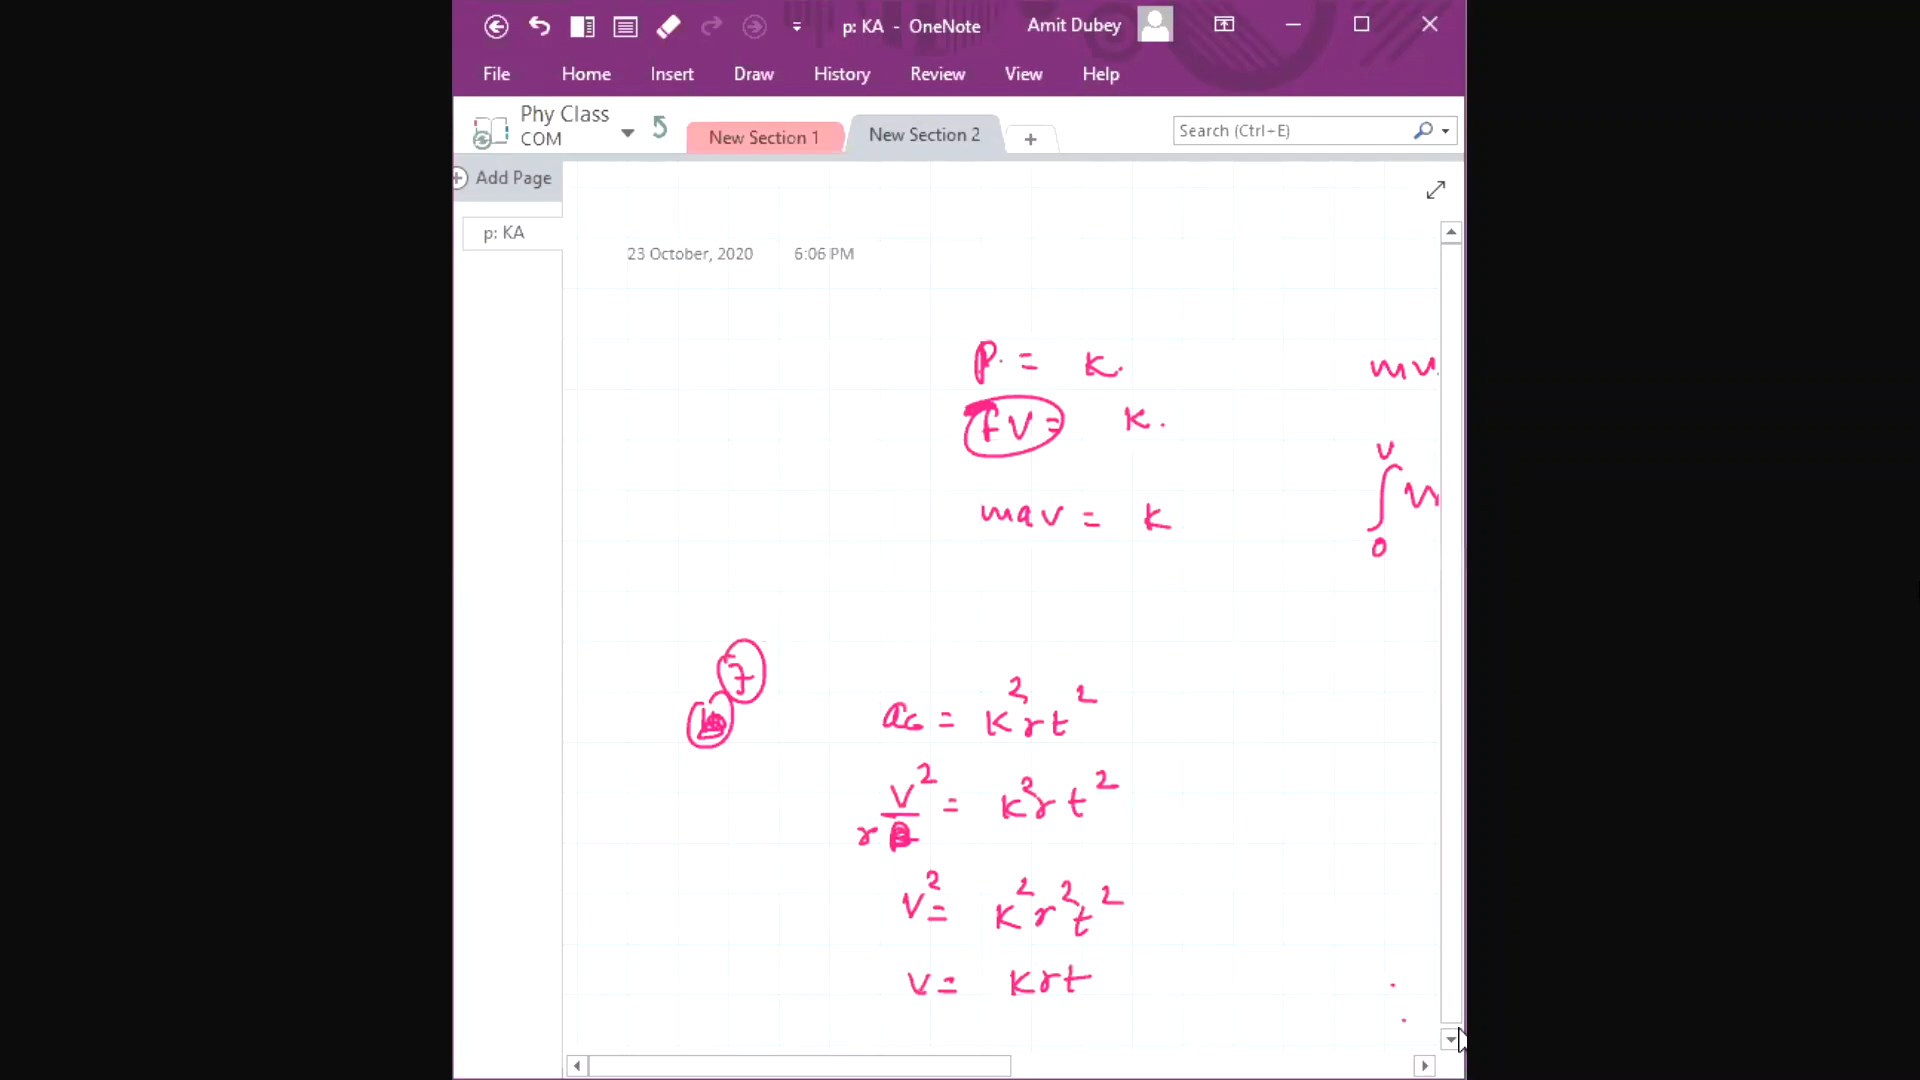 p: KA - OneNote
Amit Dubey
File Home Insert Draw History Review View Help
Phy Class
COM
New Section 1
New Section 2
Search (Ctrl+E)
Add Page
p: KA
23 October, 2020 6:06 PM
P. = K.
mv.
FV = K.
V
mav = K
0
7
ac = K²rt²
V²/r = K²rt²
V² = K²r²t²
V = Krt